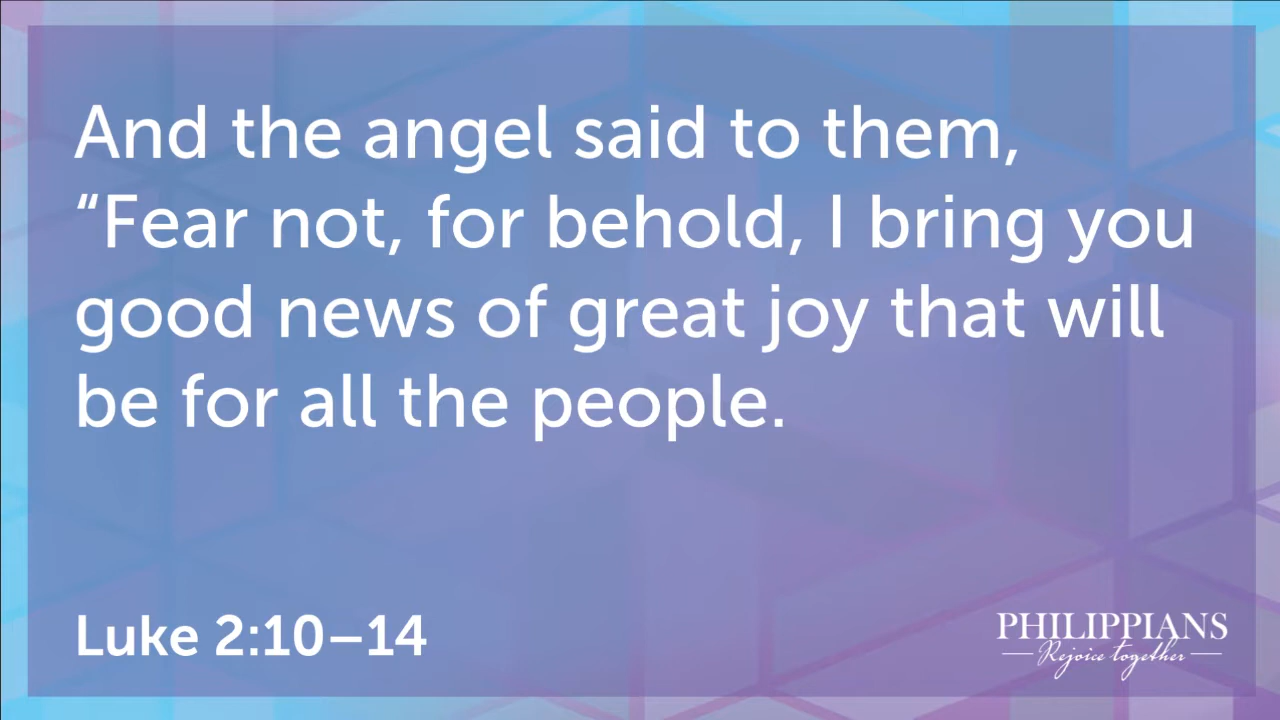 And the angel said to them,
“Fear not, for behold, I bring you
good news of great joy that will
be for all the people.
Luke 2:10–14
PHILIPPIANS
Rejoice together